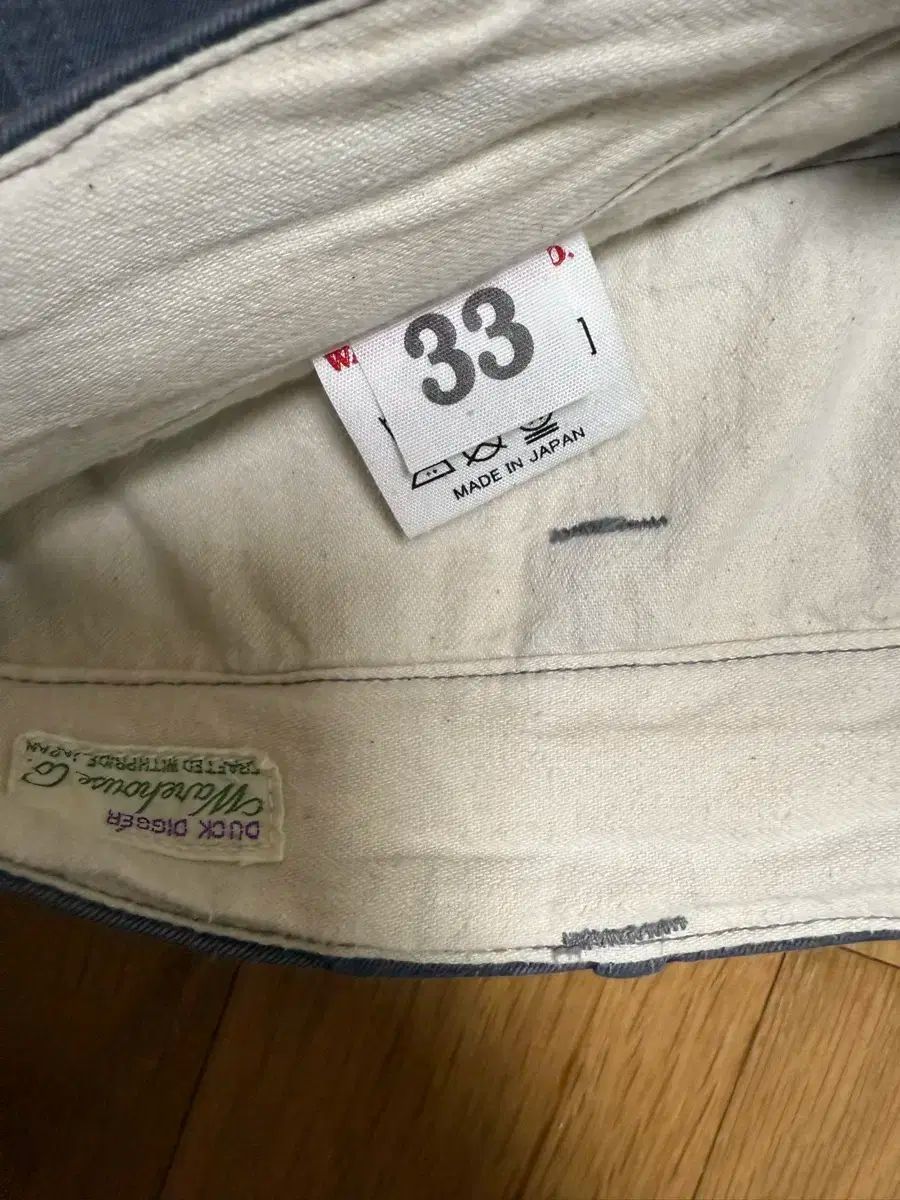 W.
D.
33
]
MADE IN JAPAN
DUCK DIGGER
Warehouse Co.
CRAFTED WITH PRIDE JAPAN